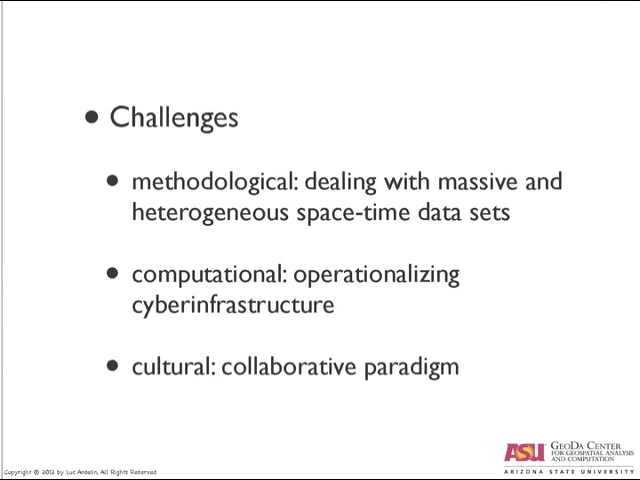 • Challenges
• methodological: dealing with massive and
heterogeneous space-time data sets
• computational: operationalizing
cyberinfrastructure
• cultural: collaborative paradigm
ASU GEODA CENTER
FOR GEOSPATIAL ANALYSIS
AND COMPUTATION
ARIZONA STATE UNIVERSITY
Copyright © 2012 by Luc Anselin, All Rights Reserved